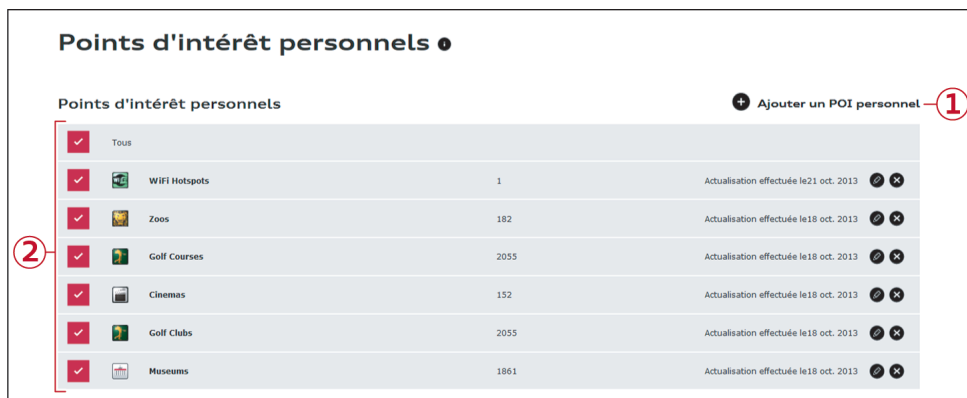 Points d'intérêt personnels
Points d'intérêt personnels
Ajouter un POI personnel ①
Tous
WiFi Hotspots 1 Actualisation effectuée le21 oct. 2013
Zoos 182 Actualisation effectuée le18 oct. 2013
② Golf Courses 2055 Actualisation effectuée le18 oct. 2013
Cinemas 152 Actualisation effectuée le18 oct. 2013
Golf Clubs 2055 Actualisation effectuée le18 oct. 2013
Museums 1861 Actualisation effectuée le18 oct. 2013